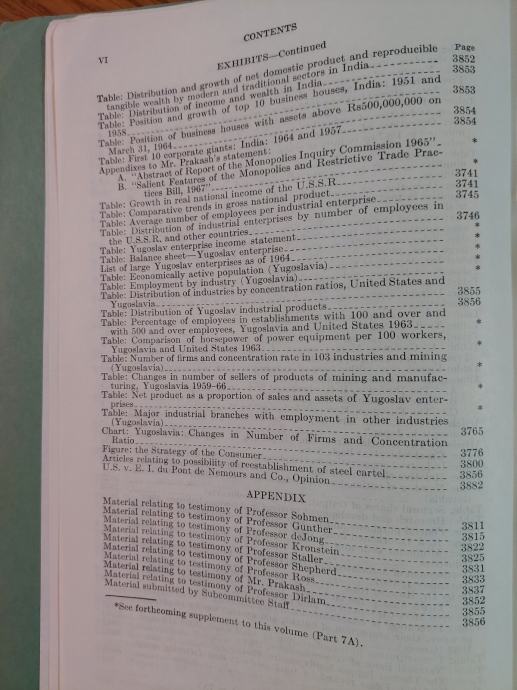 CONTENTS
VI
EXHIBITS—Continued
Page
Table: Distribution and growth of net domestic product and reproducible
tangible wealth by modern and traditional sectors in India 3852
Table: Distribution of income and wealth in India 3853
Table: Position and growth of top 10 business houses, India: 1951 and
1958 3853
Table: Position of business houses with assets above Rs500,000,000 on
March 31, 1964 3854
Table: First 10 corporate giants: India: 1964 and 1957 3854
Appendixes to Mr. Prakash's statement:
A. "Abstract of Report of the Monopolies Inquiry Commission 1965" *
B. "Salient Features of the Monopolies and Restrictive Trade Prac-
tices Bill, 1967" *
Table: Growth in real national income of the U.S.S.R 3741
Table: Comparative trends in gross national product 3741
Table: Average number of employees per industrial enterprise 3745
Table: Distribution of industrial enterprises by number of employees in
the U.S.S.R. and other countries 3746
Table: Yugoslav enterprise income statement *
Table: Balance sheet—Yugoslav enterprise *
List of large Yugoslav enterprises as of 1964 *
Table: Economically active population (Yugoslavia) *
Table: Employment by industry (Yugoslavia) *
Table: Distribution of industries by concentration ratios, United States and
Yugoslavia 3855
Table: Distribution of Yugoslav industrial products 3856
Table: Percentage of employees in establishments with 100 and over and
with 500 and over employees, Yugoslavia and United States 1963 *
Table: Comparison of horsepower of power equipment per 100 workers,
Yugoslavia and United States 1963 *
Table: Number of firms and concentration rate in 103 industries and mining
(Yugoslavia) *
Table: Changes in number of sellers of products of mining and manufac-
turing, Yugoslavia 1959–66 *
Table: Net product as a proportion of sales and assets of Yugoslav enter-
prises *
Table: Major industrial branches with employment in other industries
(Yugoslavia) 3765
Chart: Yugoslavia: Changes in Number of Firms and Concentration
Ratio 3776
Figure: the Strategy of the Consumer 3800
Articles relating to possibility of reestablishment of steel cartel 3856
U.S. v. E. I. du Pont de Nemours and Co., Opinion 3882
APPENDIX
Material relating to testimony of Professor Sohmen 3811
Material relating to testimony of Professor Gunther 3815
Material relating to testimony of Professor deJong 3822
Material relating to testimony of Professor Kronstein 3825
Material relating to testimony of Professor Staller 3831
Material relating to testimony of Professor Shepherd 3833
Material relating to testimony of Professor Ross 3837
Material relating to testimony of Mr. Prakash 3852
Material relating to testimony of Professor Dirlam 3855
Material submitted by Subcommittee Staff 3856
*See forthcoming supplement to this volume (Part 7A).